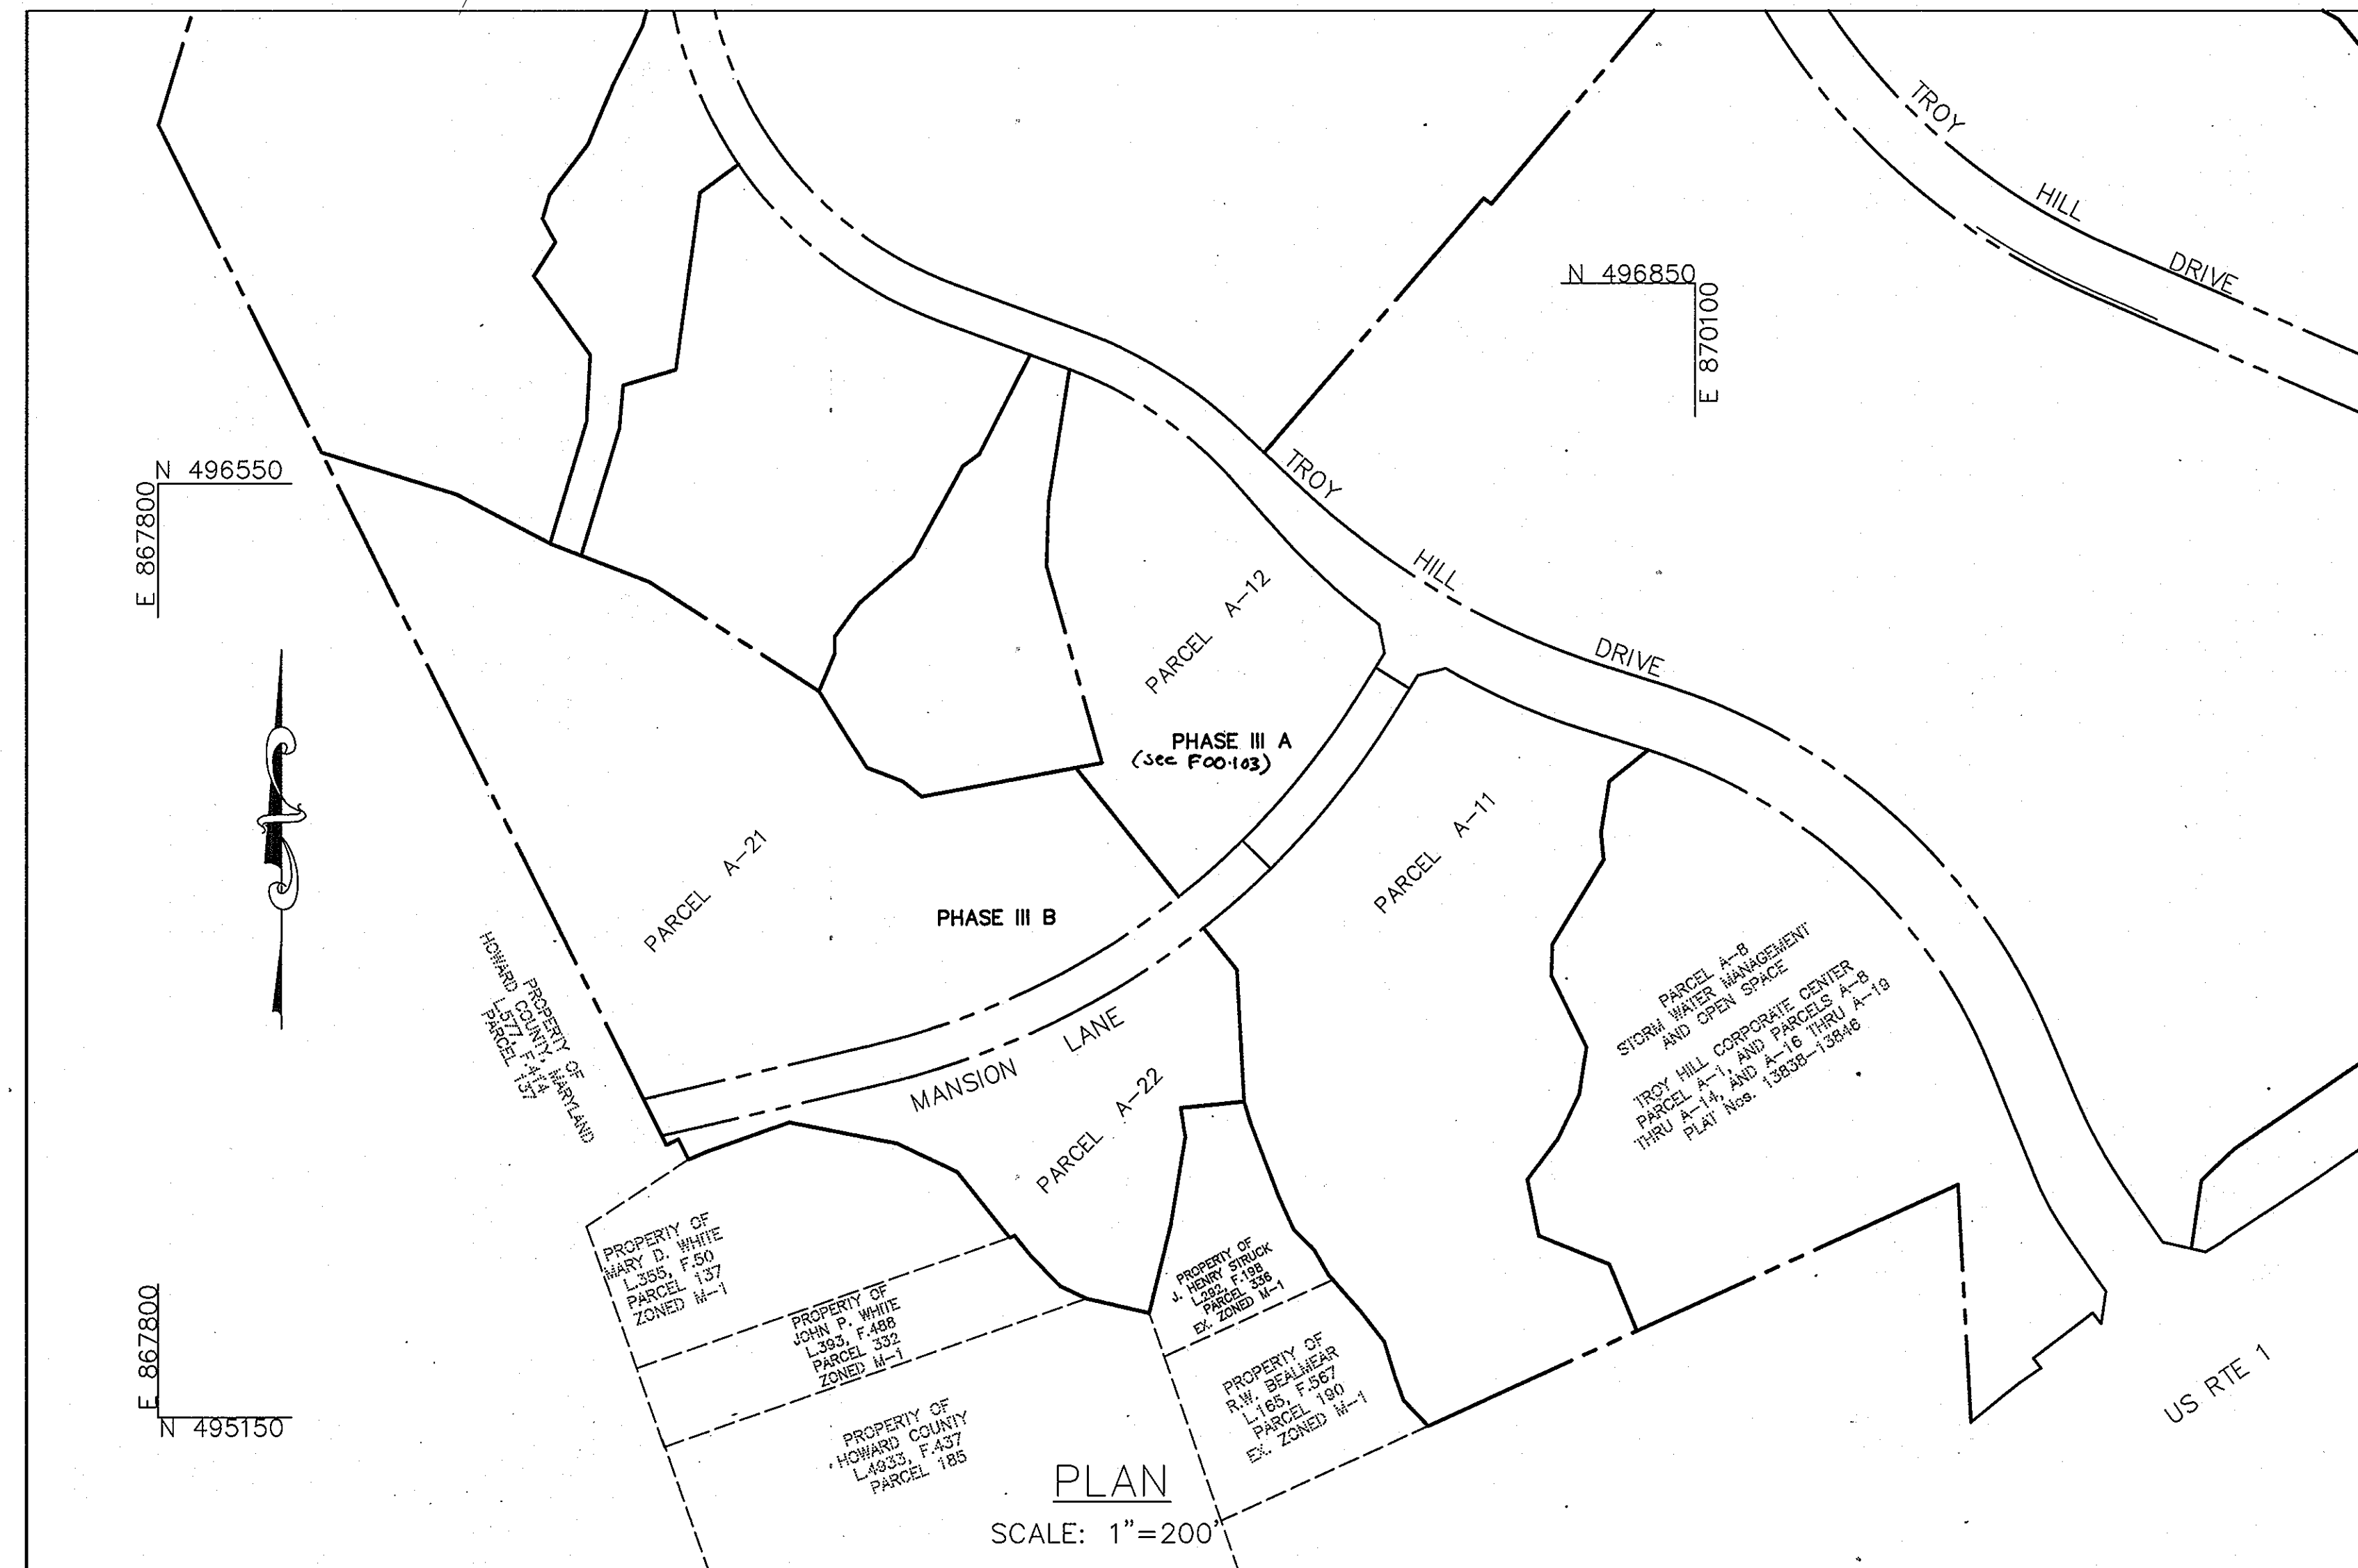 TROY
HILL
DRIVE
N 496850
E 870100
N 496550
E 867800
TROY
HILL
DRIVE
PARCEL A-12
PHASE III A
(see F00.103)
PARCEL A-11
PARCEL A-21
PHASE III B
PROPERTY OF
HOWARD COUNTY, MARYLAND
L.577, F.414
PARCEL 137
MANSION LANE
PARCEL A-22
PARCEL A-8
STORM WATER MANAGEMENT
AND OPEN SPACE
TROY HILL CORPORATE CENTER
PARCEL A-1, AND PARCELS A-8
THRU A-14, AND A-16 THRU A-19
PLAT Nos. 13838-13846
PROPERTY OF
MARY D. WHITE
L.355, F.50
PARCEL 137
ZONED M-1
PROPERTY OF
JOHN P. WHITE
L.393, F.488
PARCEL 332
ZONED M-1
PROPERTY OF
HOWARD COUNTY
L.4933, F.437
PARCEL 185
PROPERTY OF
J. HENRY STRUCK
L.292, F.198
PARCEL 336
EX. ZONED M-1
PROPERTY OF
R.W. BEALMEAR
L.165, F.567
PARCEL 190
EX. ZONED M-1
E 867800
N 495150
US RTE 1
PLAN
SCALE: 1"=200'